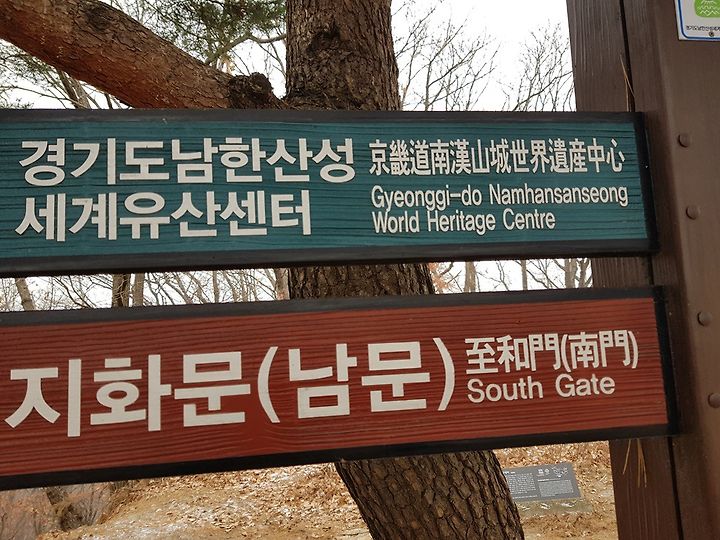 경기도남한산성
세계유산센터
京畿道南漢山城世界遺産中心
Gyeonggi-do Namhansanseong
World Heritage Centre
지화문(남문)
至和門(南門)
South Gate